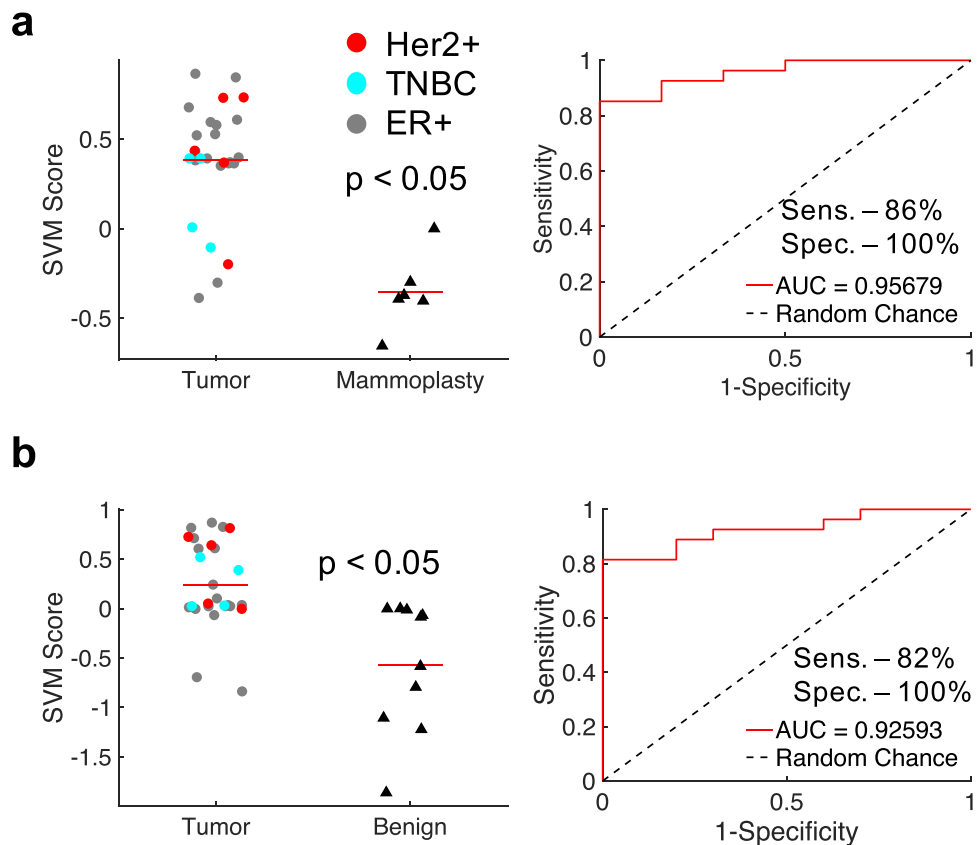 a
Her2+
TNBC
ER+
p < 0.05
SVM Score
0.5
0
-0.5
Tumor
Mammoplasty
Sensitivity
1
0.8
0.6
0.4
0.2
0
Sens. – 86%
Spec. – 100%
AUC = 0.95679
Random Chance
0
0.5
1
1-Specificity
b
p < 0.05
SVM Score
1
0.5
0
-0.5
-1
-1.5
Tumor
Benign
Sensitivity
1
0.8
0.6
0.4
0.2
0
Sens. – 82%
Spec. – 100%
AUC = 0.92593
Random Chance
0
0.5
1
1-Specificity